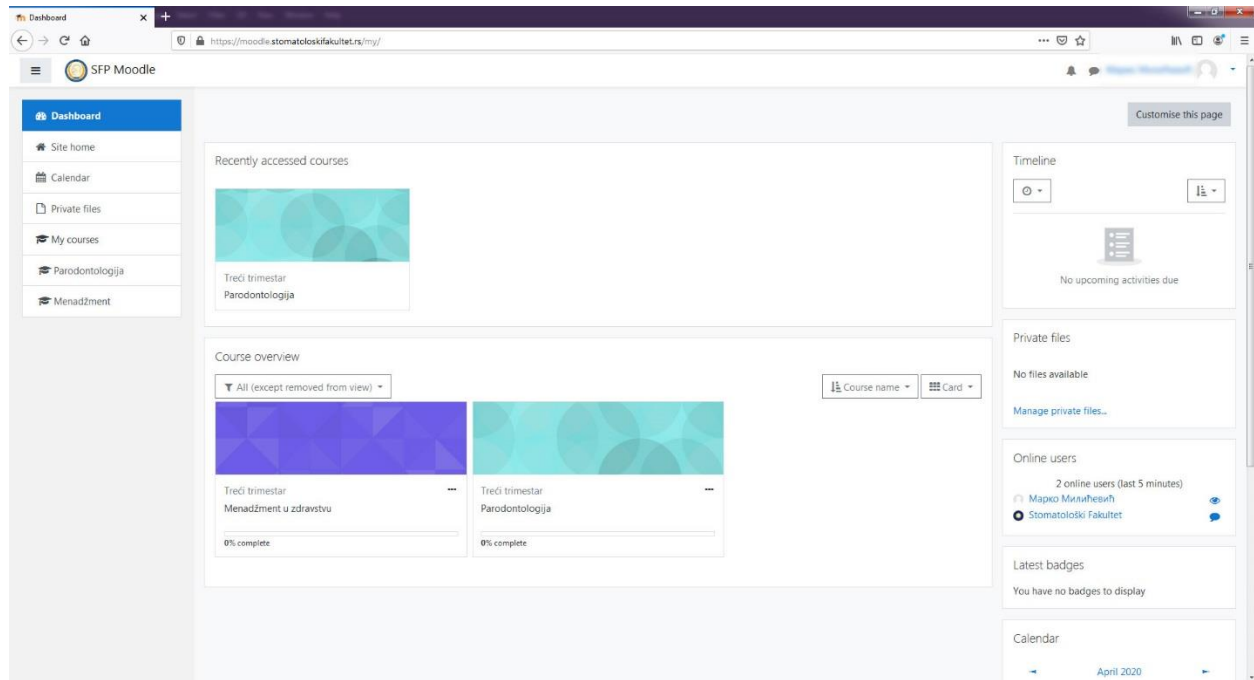 Dashboard
https://moodle.stomatoloskifakultet.rs/my/
SFP Moodle
Dashboard
Site home
Calendar
Private files
My courses
Parodontologija
Menadžment
Customise this page
Recently accessed courses
Treći trimestar
Parodontologija
Course overview
All (except removed from view)
Course name
Card
Treći trimestar
Menadžment u zdravstvu
0% complete
Treći trimestar
Parodontologija
0% complete
Timeline
No upcoming activities due
Private files
No files available
Manage private files...
Online users
2 online users (last 5 minutes)
Марко Милићевић
Stomatološki Fakultet
Latest badges
You have no badges to display
Calendar
April 2020